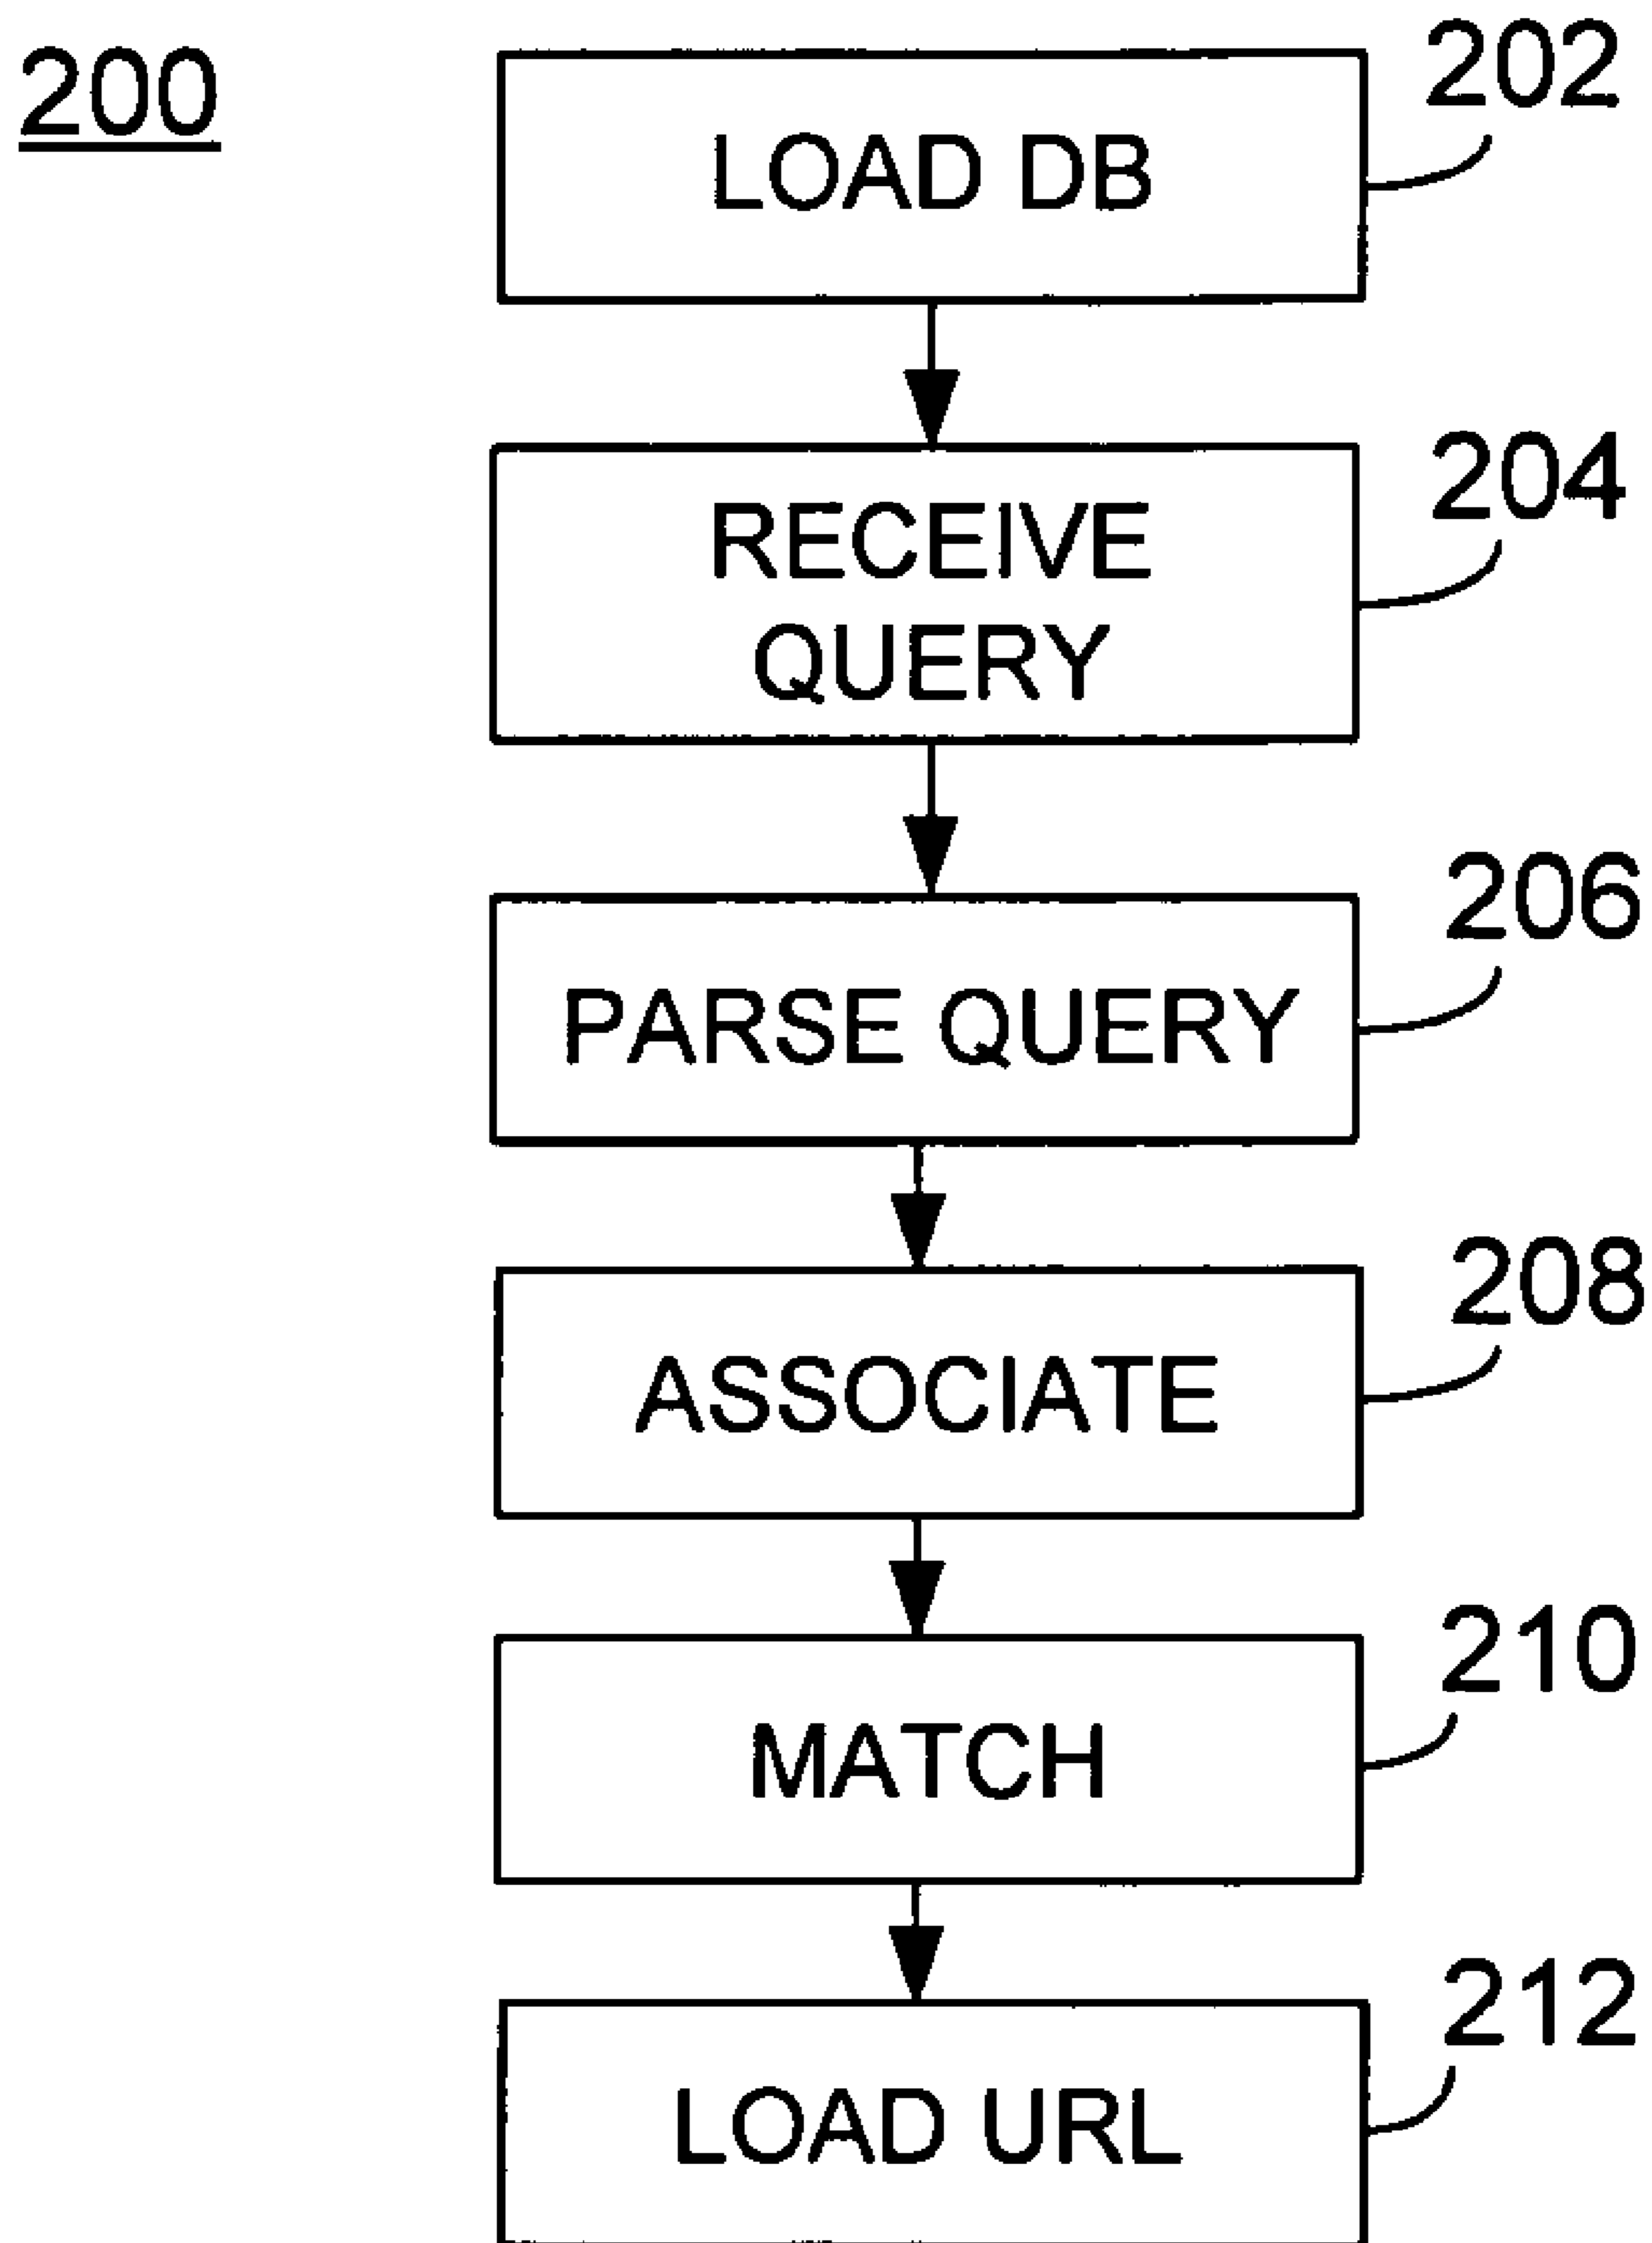 200
202
LOAD DB
204
RECEIVE
QUERY
206
PARSE QUERY
208
ASSOCIATE
210
MATCH
212
LOAD URL